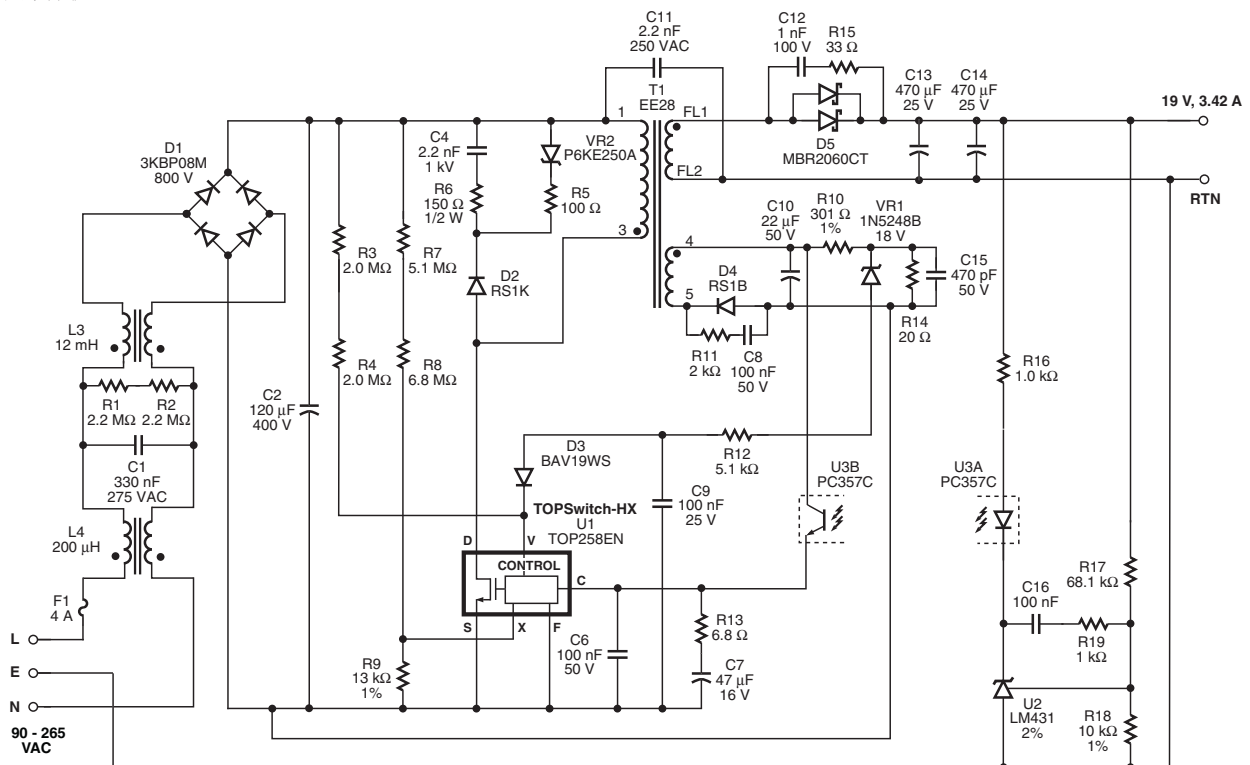 C11
2.2 nF
250 VAC
C12
1 nF
100 V
R15
33 Ω
T1
EE28
1
3
FL1
FL2
4
5
C13
470 µF
25 V
C14
470 µF
25 V
19 V, 3.42 A
RTN
D5
MBR2060CT
D1
3KBP08M
800 V
C4
2.2 nF
1 kV
VR2
P6KE250A
R6
150 Ω
1/2 W
R5
100 Ω
R3
2.0 MΩ
R7
5.1 MΩ
D2
RS1K
C10
22 µF
50 V
R10
301 Ω
1%
VR1
1N5248B
18 V
C15
470 pF
50 V
D4
RS1B
R11
2 kΩ
C8
100 nF
50 V
R14
20 Ω
L3
12 mH
R1
2.2 MΩ
R2
2.2 MΩ
C1
330 nF
275 VAC
L4
200 µH
F1
4 A
L
E
N
90 - 265
VAC
C2
120 µF
400 V
R4
2.0 MΩ
R8
6.8 MΩ
R16
1.0 kΩ
D3
BAV19WS
R12
5.1 kΩ
C9
100 nF
25 V
U3B
PC357C
U3A
PC357C
TOPSwitch-HX
U1
TOP258EN
D
V
CONTROL
C
S
X
F
R9
13 kΩ
1%
C6
100 nF
50 V
R13
6.8 Ω
C7
47 µF
16 V
C16
100 nF
R17
68.1 kΩ
R19
1 kΩ
U2
LM431
2%
R18
10 kΩ
1%